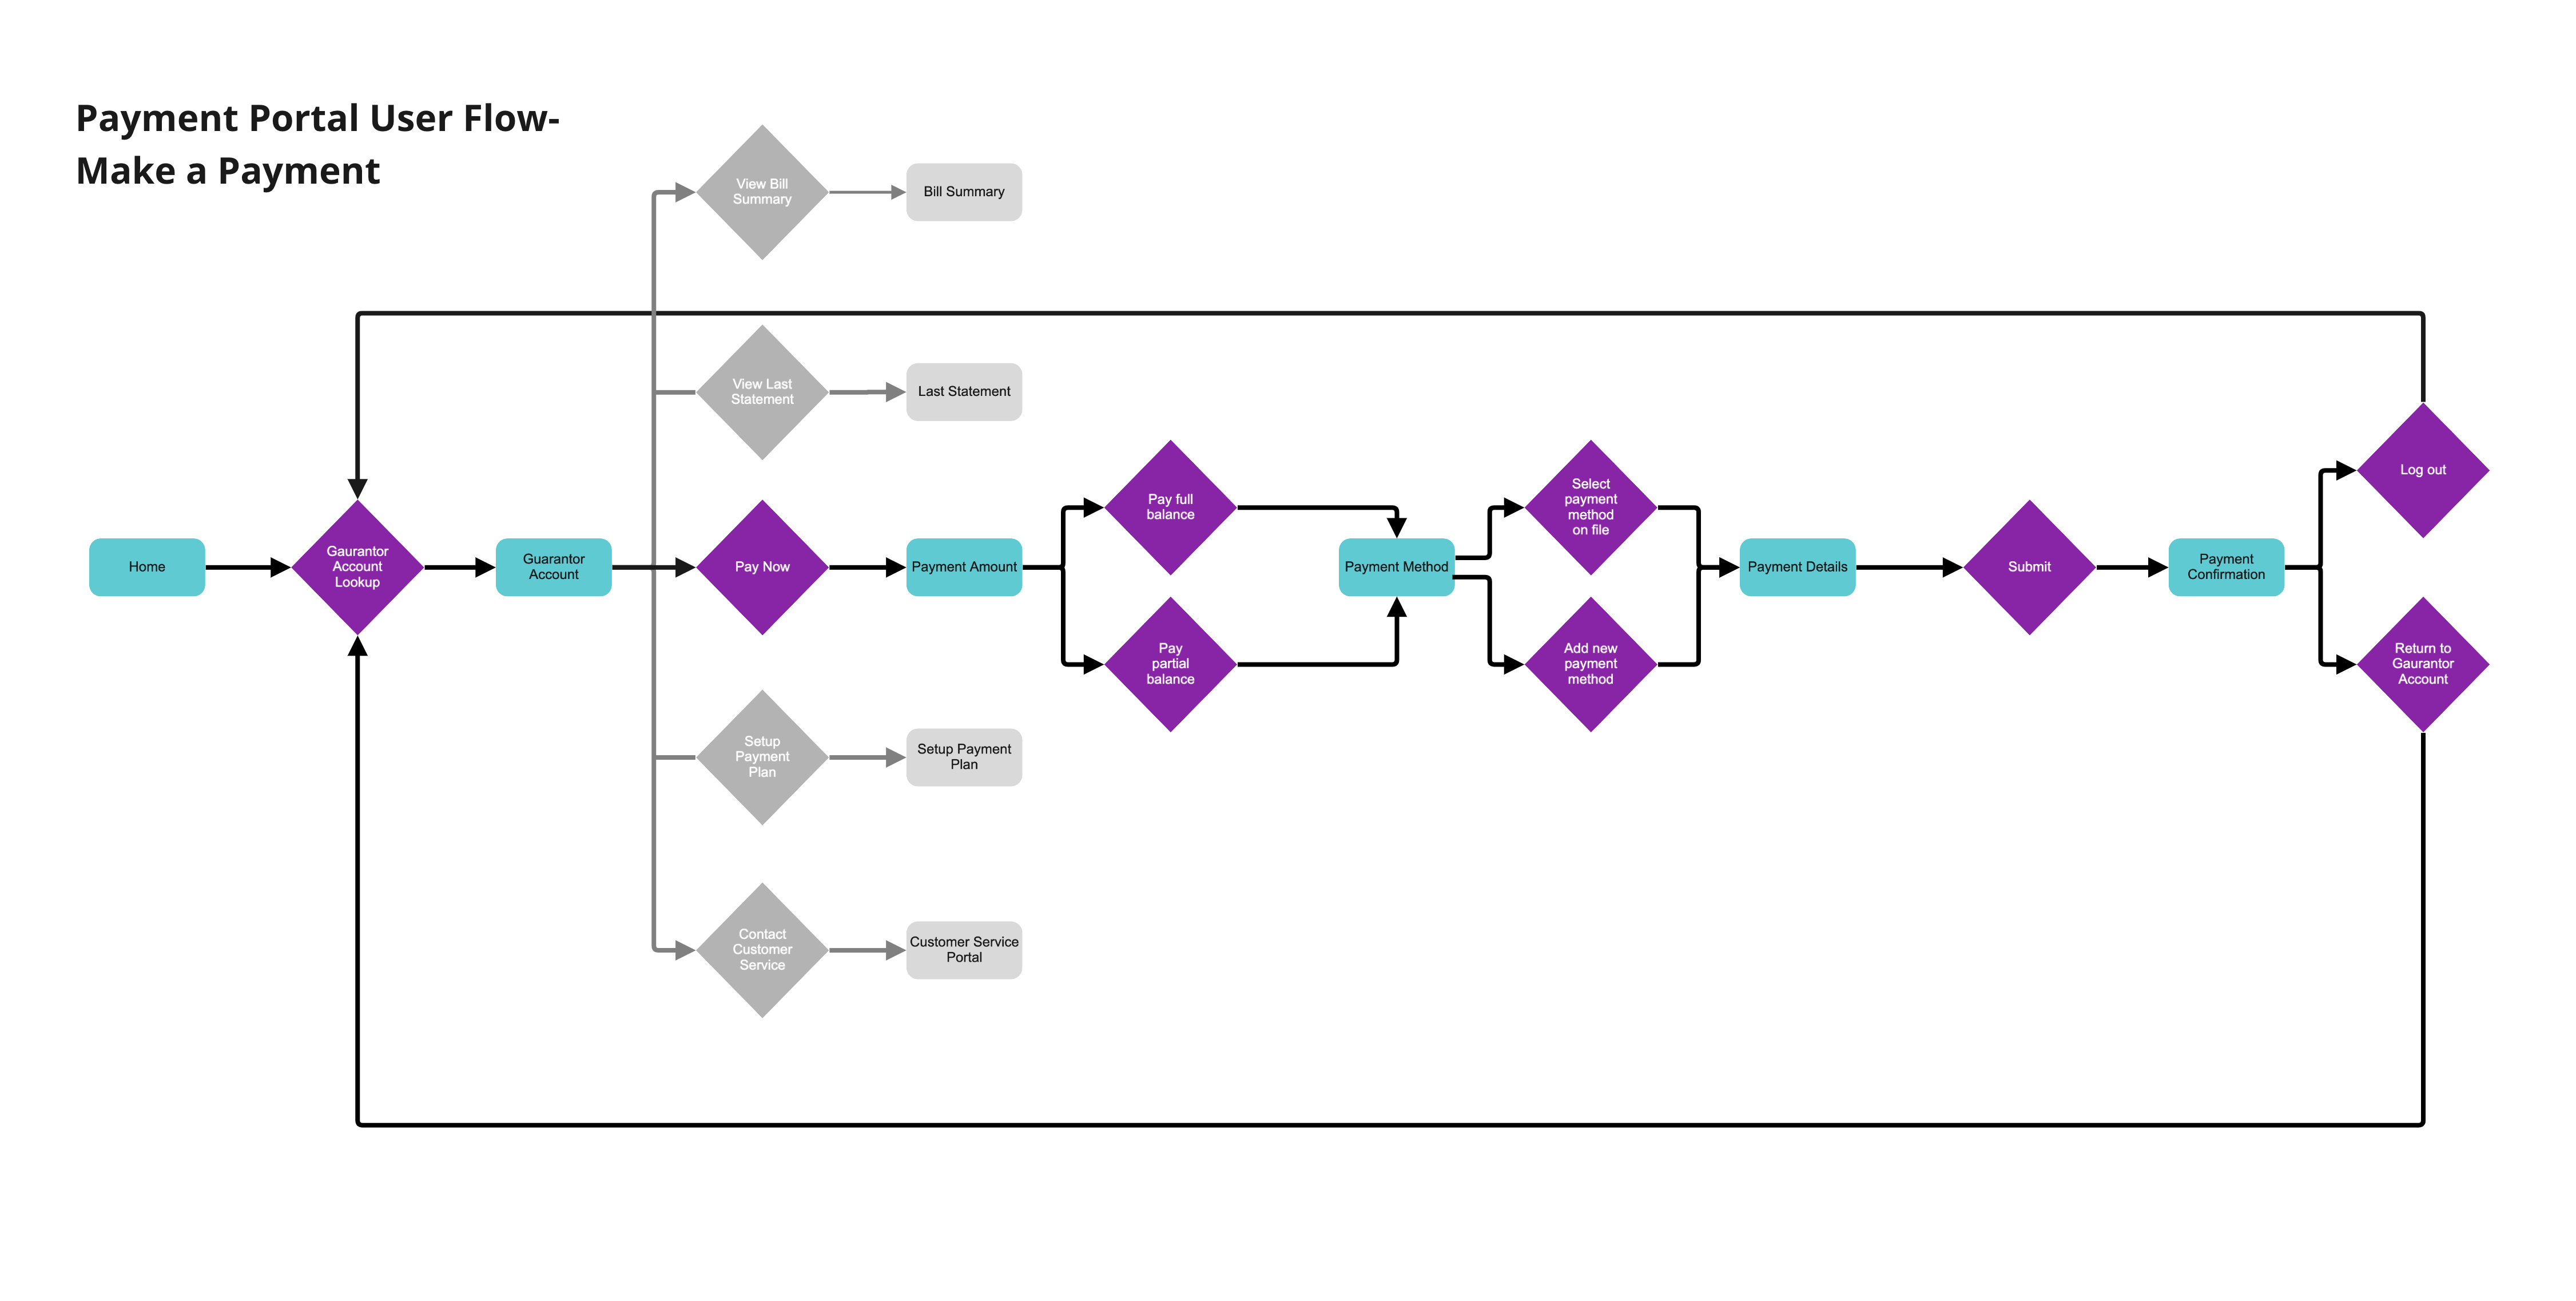 Payment Portal User Flow-
Make a Payment
View Bill
Summary
Bill Summary
View Last
Statement
Last Statement
Home
Gaurantor
Account
Lookup
Guarantor
Account
Pay Now
Payment Amount
Pay full
balance
Pay
partial
balance
Payment Method
Select
payment
method
on file
Add new
payment
method
Payment Details
Submit
Payment
Confirmation
Log out
Return to
Gaurantor
Account
Setup
Payment
Plan
Setup Payment
Plan
Contact
Customer
Service
Customer Service
Portal